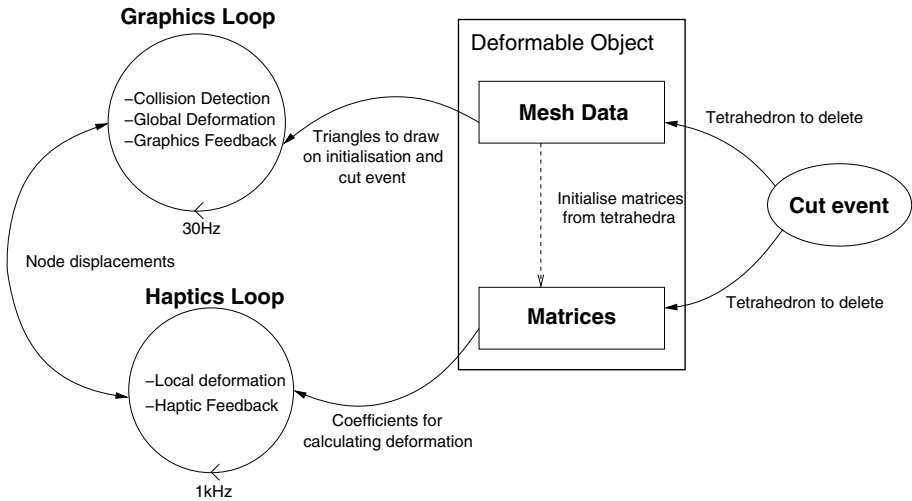 Graphics Loop
–Collision Detection
–Global Deformation
–Graphics Feedback
30Hz
Triangles to draw
on initialisation and
cut event
Deformable Object
Mesh Data
Initialise matrices
from tetrahedra
Matrices
Tetrahedron to delete
Cut event
Tetrahedron to delete
Node displacements
Haptics Loop
–Local deformation
–Haptic Feedback
1kHz
Coefficients for
calculating deformation